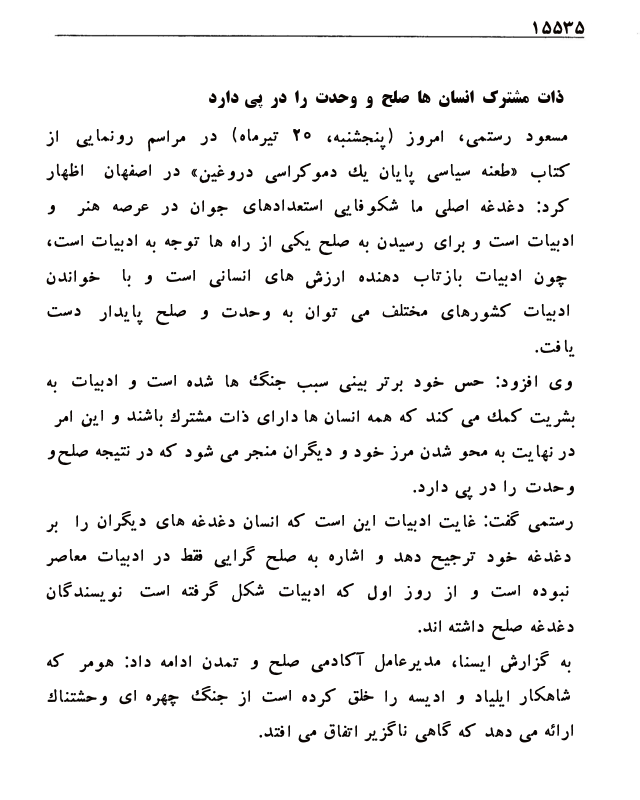 ۱۵۵۳۵
ذات مشترک انسان ها صلح و وحدت را در پی دارد
مسعود رستمی، امروز (پنجشنبه، ۲۵ تیرماه) در مراسم رونمایی از
کتاب «طعنه سیاسی پایان یک دموکراسی دروغین» در اصفهان اظهار
کرد: دغدغه اصلی ما شکوفایی استعدادهای جوان در عرصه هنر و
ادبیات است و برای رسیدن به صلح یکی از راه ها توجه به ادبیات است،
چون ادبیات بازتاب دهنده ارزش های انسانی است و با خواندن
ادبیات کشورهای مختلف می توان به وحدت و صلح پایدار دست
یافت.
وی افزود: حس خود برتر بینی سبب جنگ ها شده است و ادبیات به
بشریت کمک می کند که همه انسان ها دارای ذات مشترک باشند و این امر
در نهایت به محو شدن مرز خود و دیگران منجر می شود که در نتیجه صلح و
وحدت را در پی دارد.
رستمی گفت: غایت ادبیات این است که انسان دغدغه های دیگران را بر
دغدغه خود ترجیح دهد و اشاره به صلح گرایی فقط در ادبیات معاصر
نبوده است و از روز اول که ادبیات شکل گرفته است نویسندگان
دغدغه صلح داشته اند.
به گزارش ایسنا، مدیرعامل آکادمی صلح و تمدن ادامه داد: هومر که
شاهکار ایلیاد و ادیسه را خلق کرده است از جنگ چهره ای وحشتناک
ارائه می دهد که گاهی ناگزیر اتفاق می افتد.